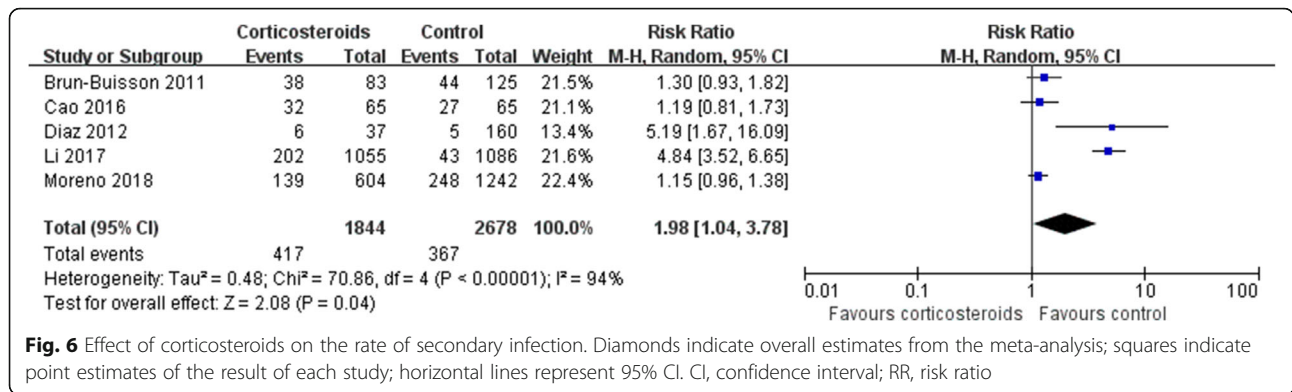 Corticosteroids Control Risk Ratio Risk Ratio
Study or Subgroup Events Total Events Total Weight M-H, Random, 95% CI M-H, Random, 95% CI
Brun-Buisson 2011 38 83 44 125 21.5% 1.30 [0.93, 1.82]
Cao 2016 32 65 27 65 21.1% 1.19 [0.81, 1.73]
Diaz 2012 6 37 5 160 13.4% 5.19 [1.67, 16.09]
Li 2017 202 1055 43 1086 21.6% 4.84 [3.52, 6.65]
Moreno 2018 139 604 248 1242 22.4% 1.15 [0.96, 1.38]
Total (95% CI) 1844 2678 100.0% 1.98 [1.04, 3.78]
Total events 417 367
Heterogeneity: Tau² = 0.48; Chi² = 70.86, df = 4 (P < 0.00001); I² = 94%
Test for overall effect: Z = 2.08 (P = 0.04)
0.01 0.1 1 10 100
Favours corticosteroids Favours control
Fig. 6 Effect of corticosteroids on the rate of secondary infection. Diamonds indicate overall estimates from the meta-analysis; squares indicate
point estimates of the result of each study; horizontal lines represent 95% CI. CI, confidence interval; RR, risk ratio